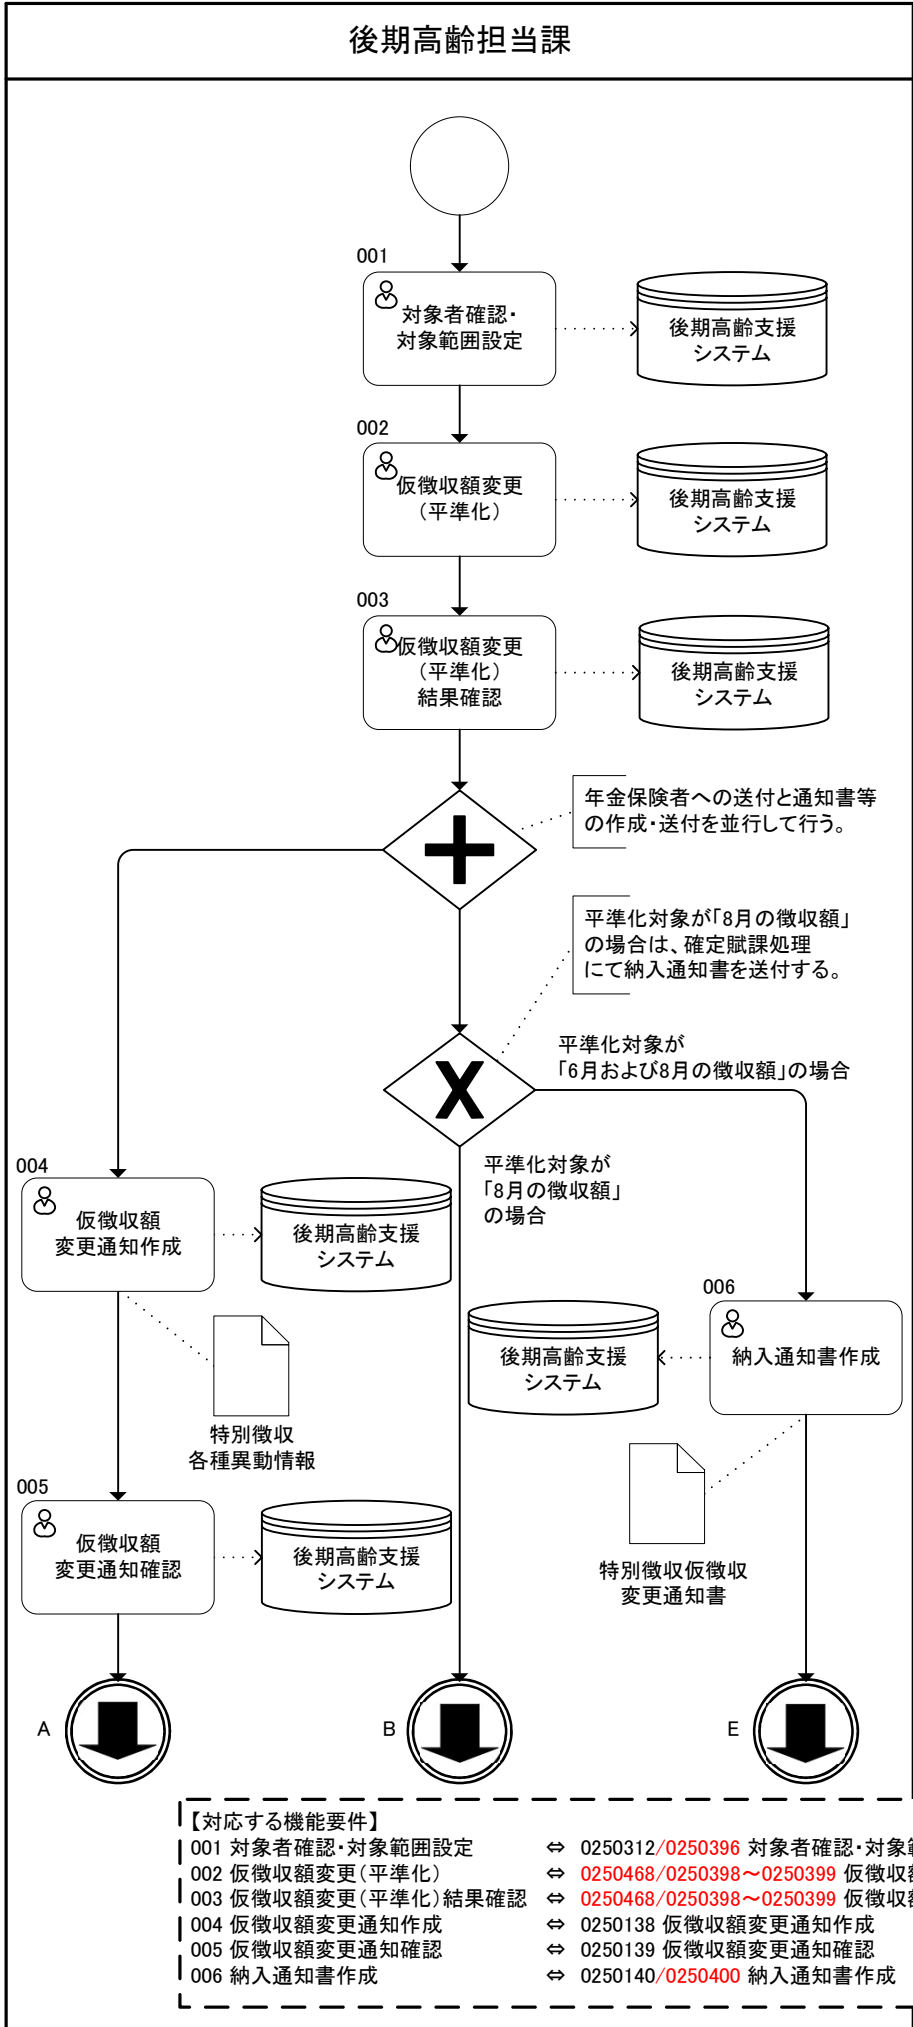 後期高齢担当課
001
対象者確認・
対象範囲設定
後期高齢支援
システム
002
仮徴収額変更
（平準化）
後期高齢支援
システム
003
仮徴収額変更
（平準化）
結果確認
後期高齢支援
システム
年金保険者への送付と通知書等
の作成・送付を並行して行う。
平準化対象が「8月の徴収額」
の場合は、確定賦課処理
にて納入通知書を送付する。
平準化対象が
「6月および8月の徴収額」の場合
平準化対象が
「8月の徴収額」
の場合
004
仮徴収額
変更通知作成
後期高齢支援
システム
特別徴収
各種異動情報
006
納入通知書作成
後期高齢支援
システム
特別徴収仮徴収
変更通知書
005
仮徴収額
変更通知確認
後期高齢支援
システム
A
B
E
【対応する機能要件】
001 対象者確認・対象範囲設定 ⇔ 0250312/0250396 対象者確認・対象範
002 仮徴収額変更（平準化） ⇔ 0250468/0250398～0250399 仮徴収額
003 仮徴収額変更（平準化）結果確認 ⇔ 0250468/0250398～0250399 仮徴収額
004 仮徴収額変更通知作成 ⇔ 0250138 仮徴収額変更通知作成
005 仮徴収額変更通知確認 ⇔ 0250139 仮徴収額変更通知確認
006 納入通知書作成 ⇔ 0250140/0250400 納入通知書作成